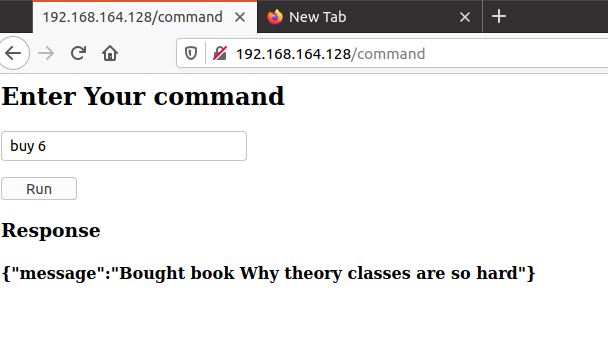 192.168.164.128/command
New Tab
192.168.164.128/command
Enter Your command
buy 6
Run
Response
{"message":"Bought book Why theory classes are so hard"}